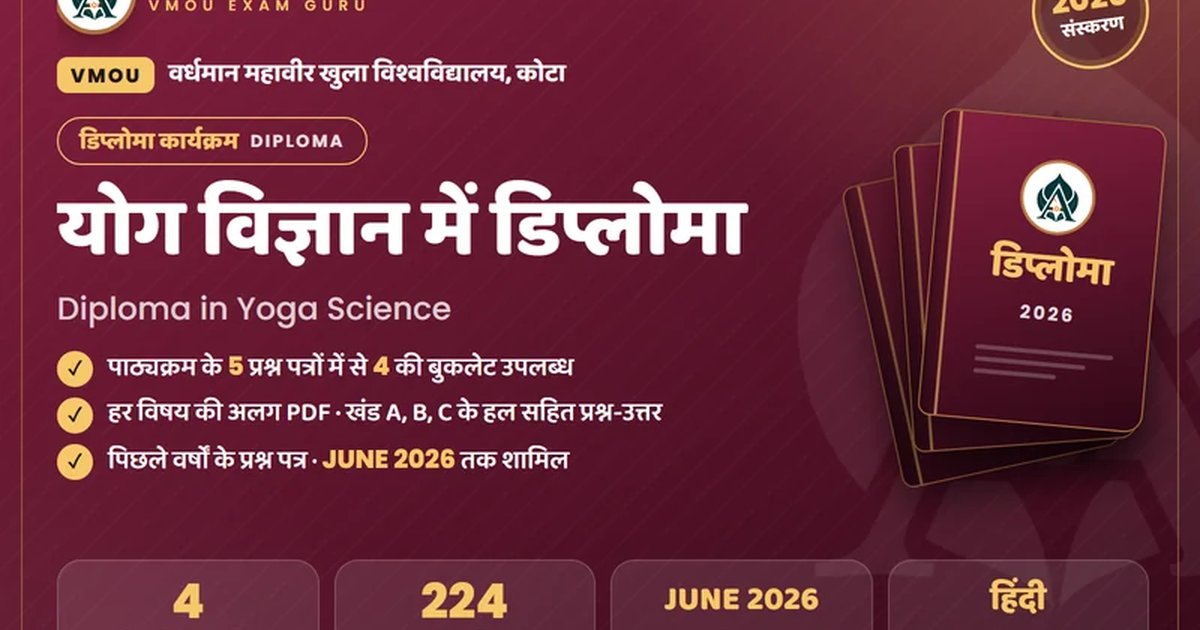 VMOU EXAM GURU
2026
संस्करण
VMOU वर्धमान महावीर खुला विश्वविद्यालय, कोटा
डिप्लोमा कार्यक्रम DIPLOMA
योग विज्ञान में डिप्लोमा
Diploma in Yoga Science
पाठ्यक्रम के 5 प्रश्न पत्रों में से 4 की बुकलेट उपलब्ध
हर विषय की अलग PDF · खंड A, B, C के हल सहित प्रश्न-उत्तर
पिछले वर्षों के प्रश्न पत्र · JUNE 2026 तक शामिल
डिप्लोमा
2026
4
224
JUNE 2026
हिंदी